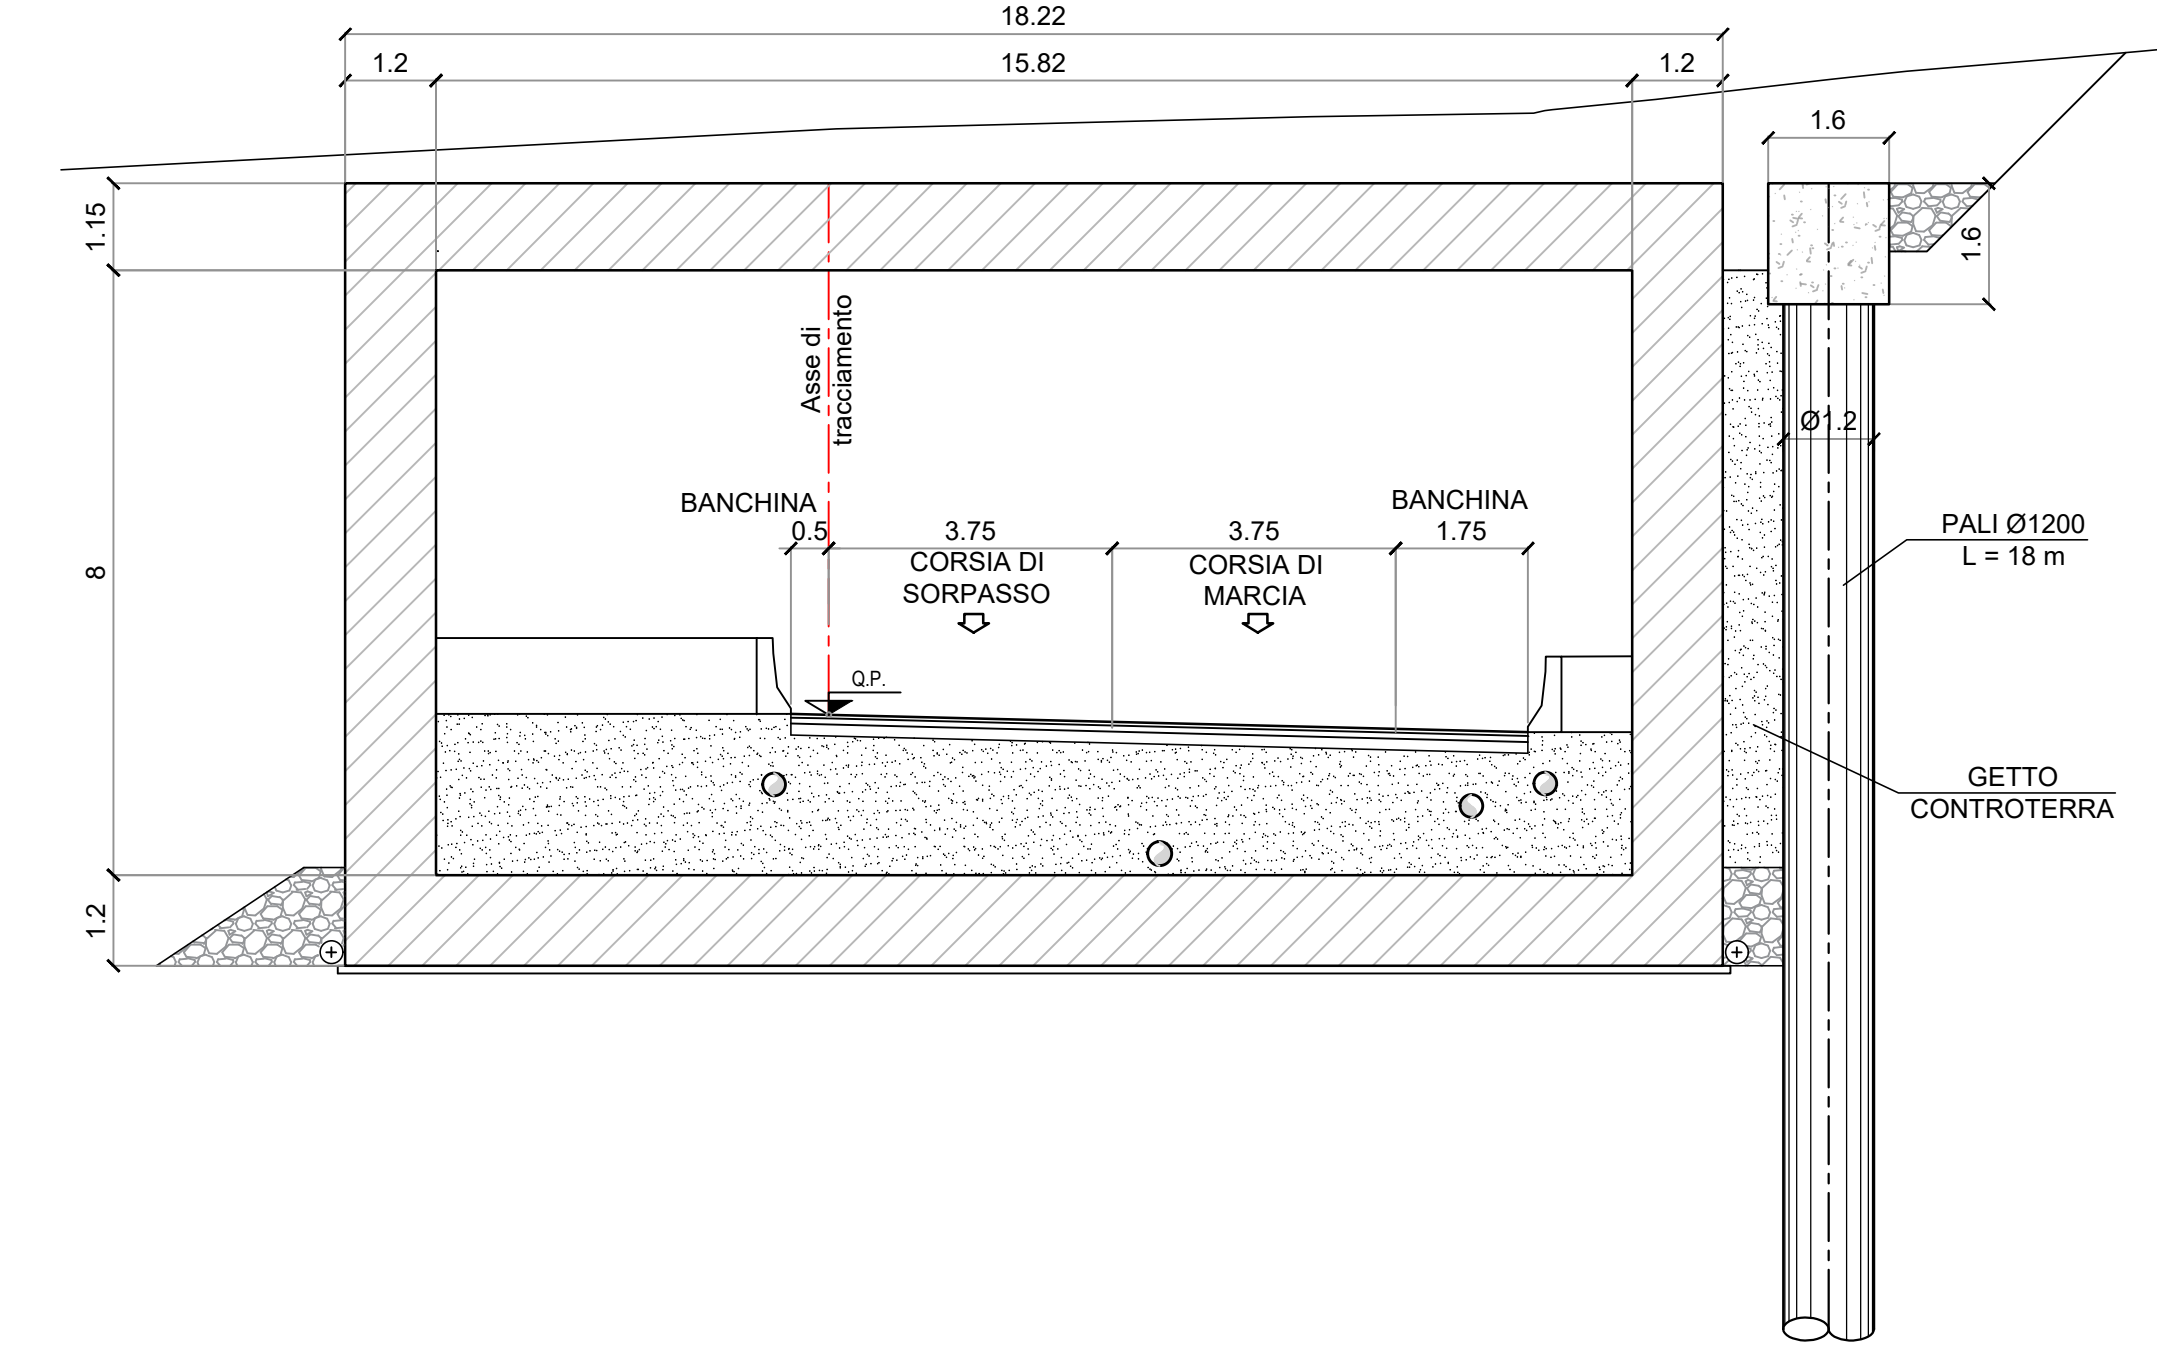 18.22
1.2
15.82
1.2
1.6
1.15
1.6
Asse di
tracciamento
Ø1.2
BANCHINA
BANCHINA
0.5
3.75
3.75
1.75
CORSIA DI
SORPASSO
CORSIA DI
MARCIA
PALI Ø1200
L = 18 m
8
Q.P.
GETTO
CONTROTERRA
1.2